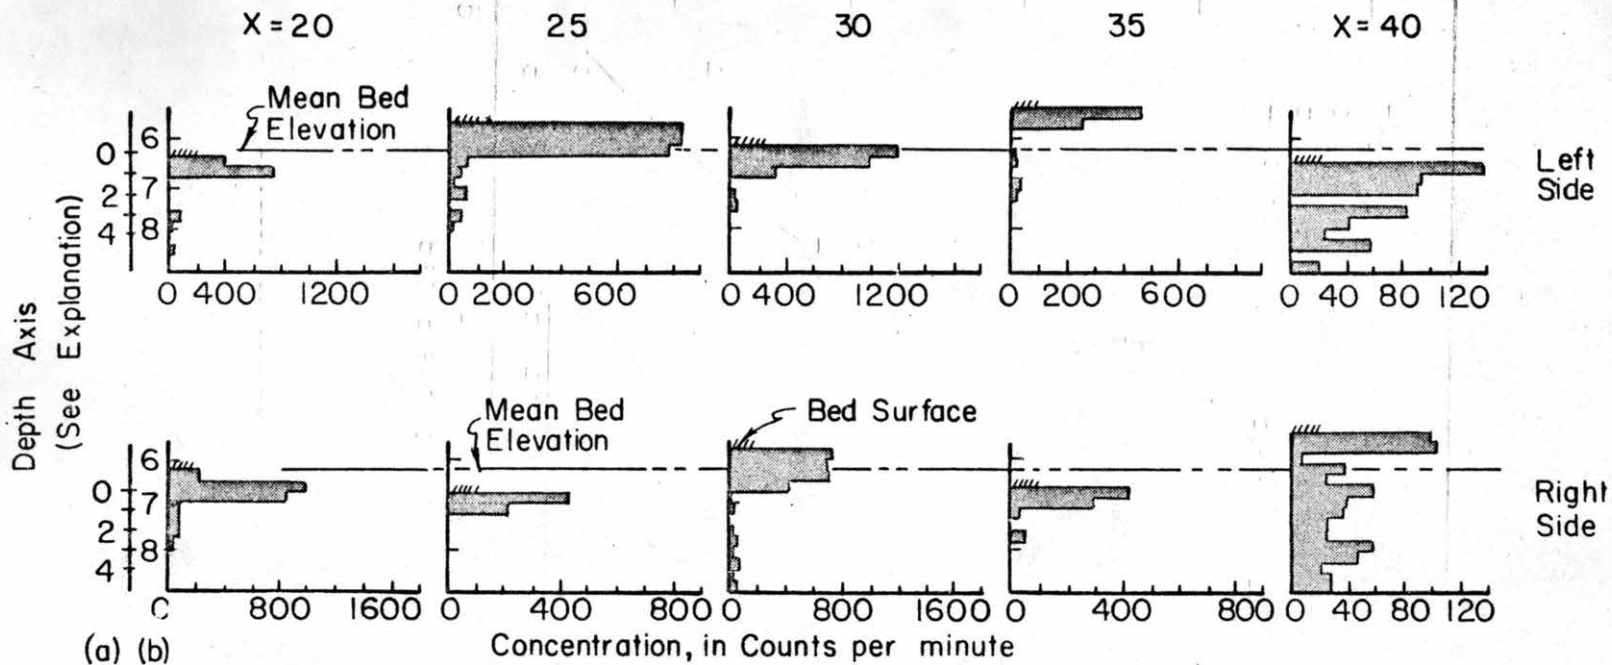 X = 20 25 30 35 X = 40
Mean Bed
Elevation
6
0
7
2
4 8
0 400 1200
0 200 600
0 400 1200
0 200 600
0 40 80 120
Left
Side
Depth Axis
(See Explanation)
Mean Bed
Elevation
Bed Surface
6
0 7
2
8
4
800 1600
0 400 800
0 800 1600
0 400 800
0 40 80 120
Right
Side
(a) (b)
Concentration, in Counts per minute